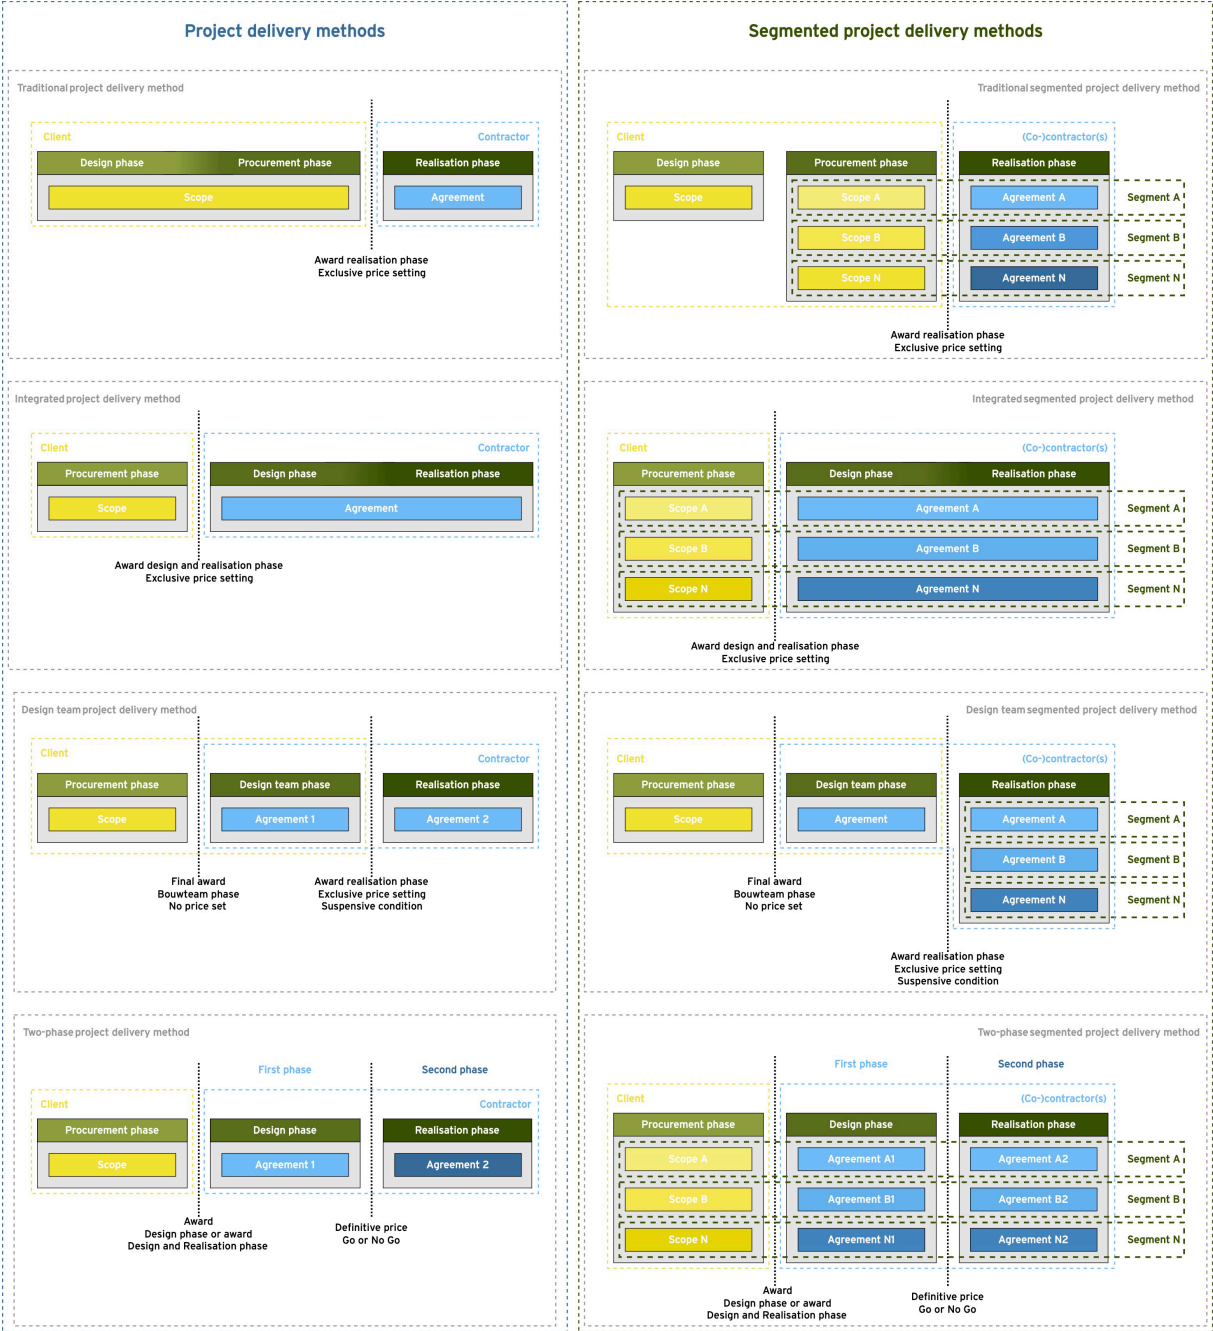 Project delivery methods
Traditional project delivery method
Client
Contractor
Design phase
Procurement phase
Realisation phase
Scope
Agreement
Award realisation phase
Exclusive price setting
Integrated project delivery method
Client
Contractor
Procurement phase
Design phase
Realisation phase
Scope
Agreement
Award design and realisation phase
Exclusive price setting
Design team project delivery method
Client
Contractor
Procurement phase
Design team phase
Realisation phase
Scope
Agreement 1
Agreement 2
Final award
Bouwteam phase
No price set
Award realisation phase
Exclusive price setting
Suspensive condition
Two-phase project delivery method
First phase
Second phase
Client
Contractor
Procurement phase
Design phase
Realisation phase
Scope
Agreement 1
Agreement 2
Award
Design phase or award
Design and Realisation phase
Definitive price
Go or No Go
Segmented project delivery methods
Traditional segmented project delivery method
Client
(Co-)contractor(s)
Design phase
Procurement phase
Realisation phase
Scope
Scope A
Agreement A
Segment A
Scope B
Agreement B
Segment B
Scope N
Agreement N
Segment N
Award realisation phase
Exclusive price setting
Integrated segmented project delivery method
Client
(Co-)contractor(s)
Procurement phase
Design phase
Realisation phase
Scope A
Agreement A
Segment A
Scope B
Agreement B
Segment B
Scope N
Agreement N
Segment N
Award design and realisation phase
Exclusive price setting
Design team segmented project delivery method
Client
(Co-)contractor(s)
Procurement phase
Design team phase
Realisation phase
Scope
Agreement
Agreement A
Segment A
Agreement B
Segment B
Agreement N
Segment N
Final award
Bouwteam phase
No price set
Award realisation phase
Exclusive price setting
Suspensive condition
Two-phase segmented project delivery method
First phase
Second phase
Client
(Co-)contractor(s)
Procurement phase
Design phase
Realisation phase
Scope A
Agreement A1
Agreement A2
Segment A
Scope B
Agreement B1
Agreement B2
Segment B
Scope N
Agreement N1
Agreement N2
Segment N
Award
Design phase or award
Design and Realisation phase
Definitive price
Go or No Go